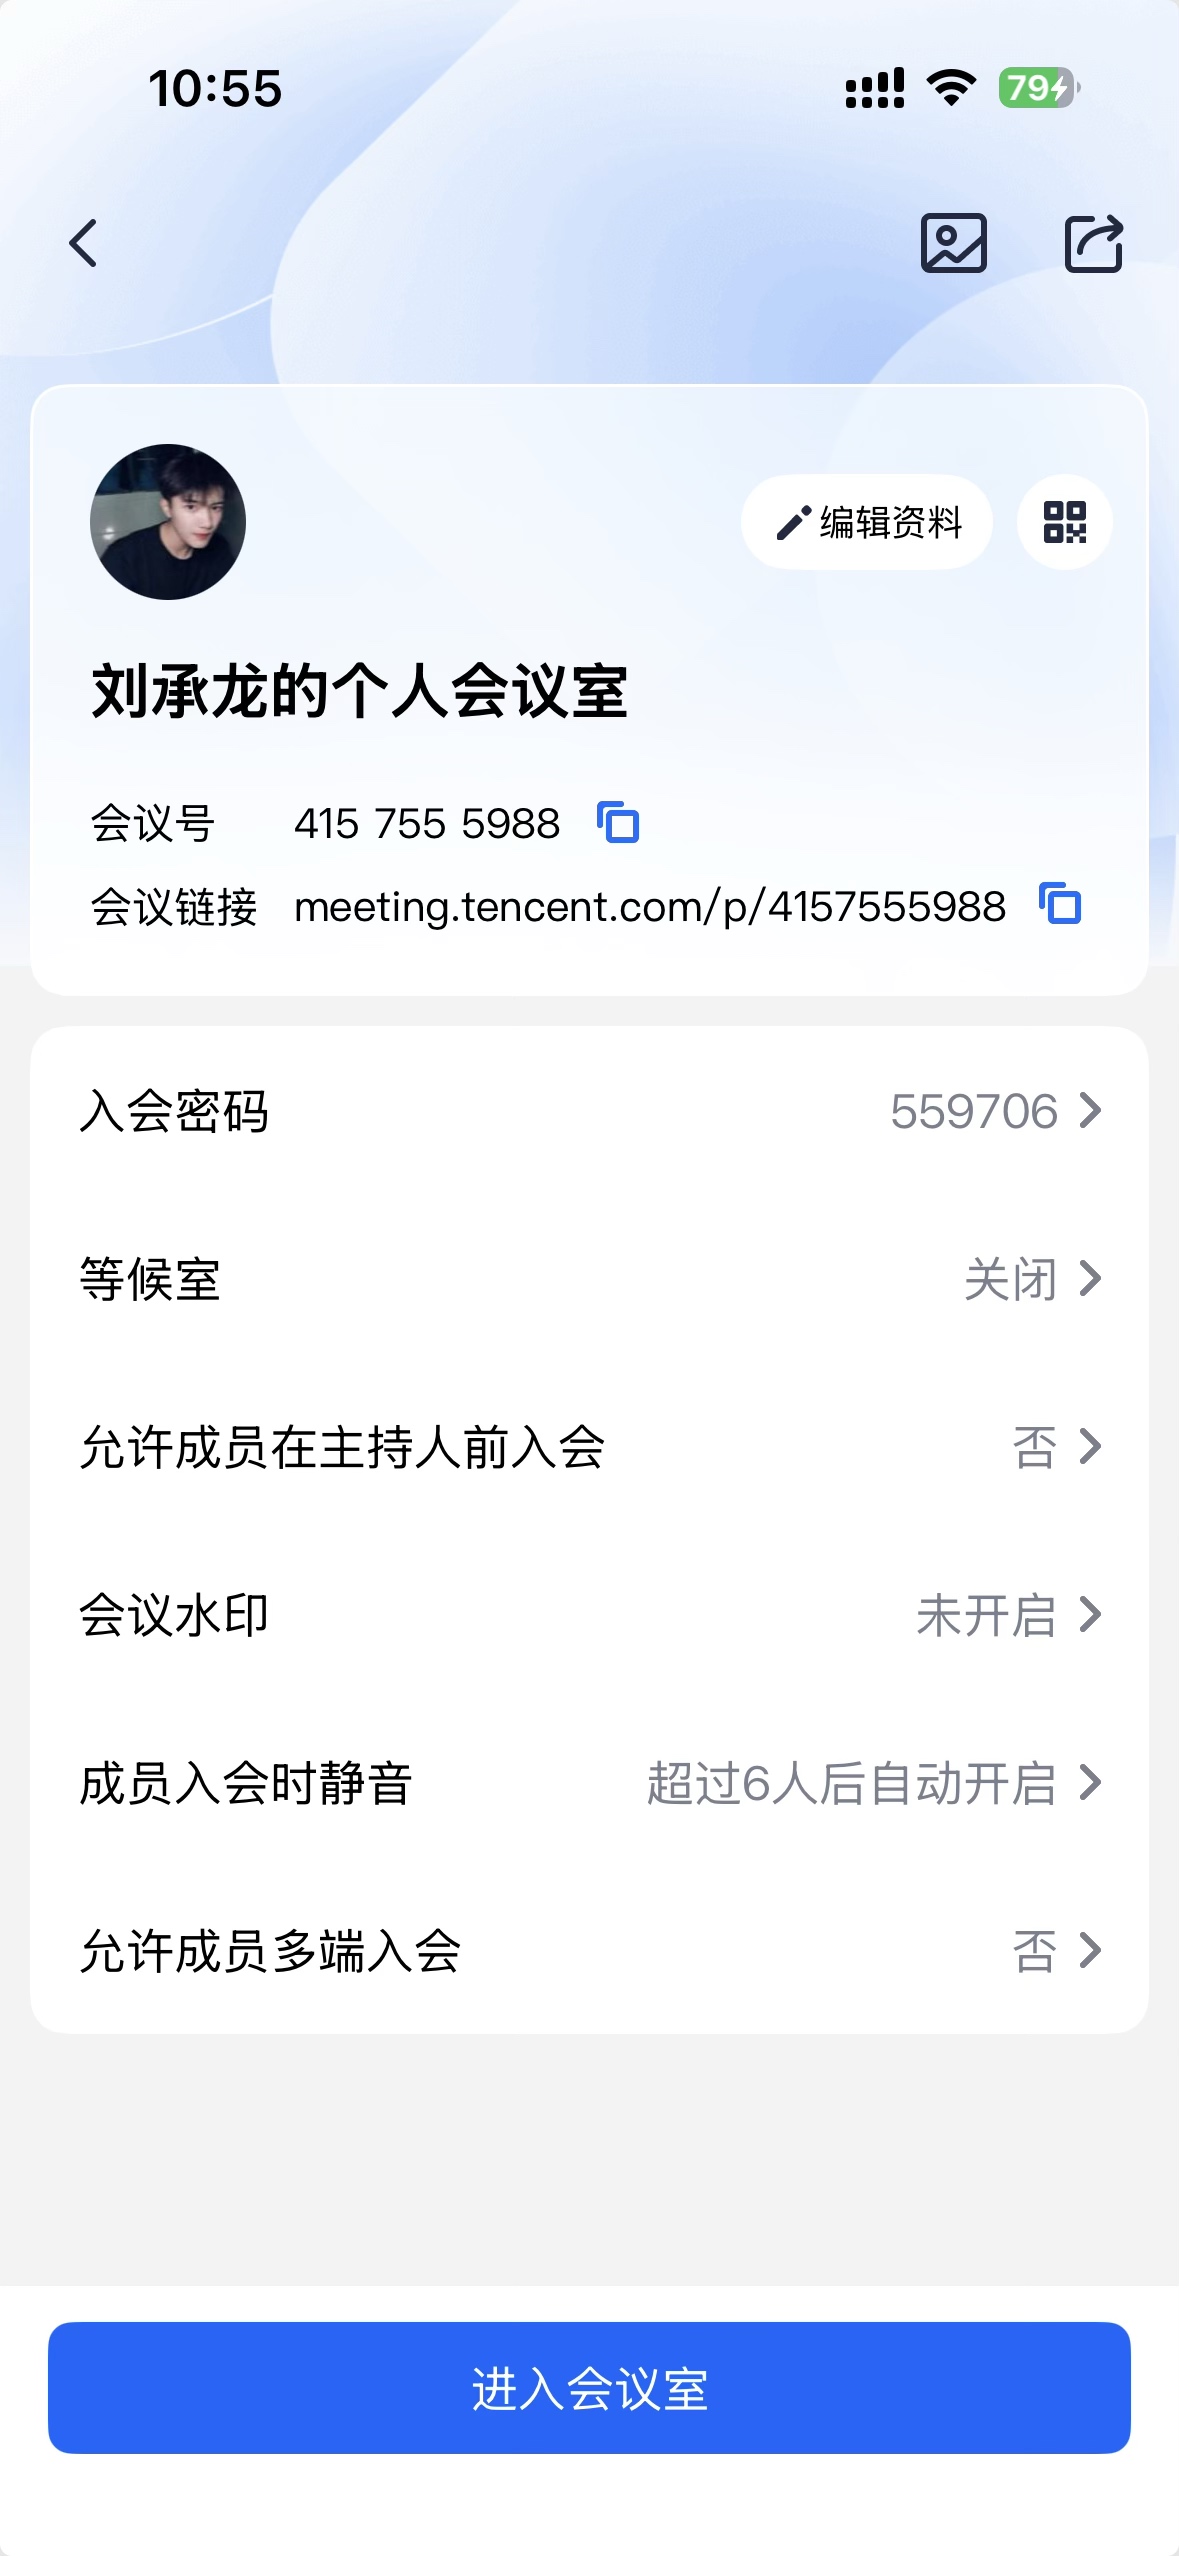 10:55
79
编辑资料
刘承龙的个人会议室
会议号 415 755 5988
会议链接 meeting.tencent.com/p/4157555988
入会密码 559706
等候室 关闭
允许成员在主持人前入会 否
会议水印 未开启
成员入会时静音 超过6人后自动开启
允许成员多端入会 否
进入会议室